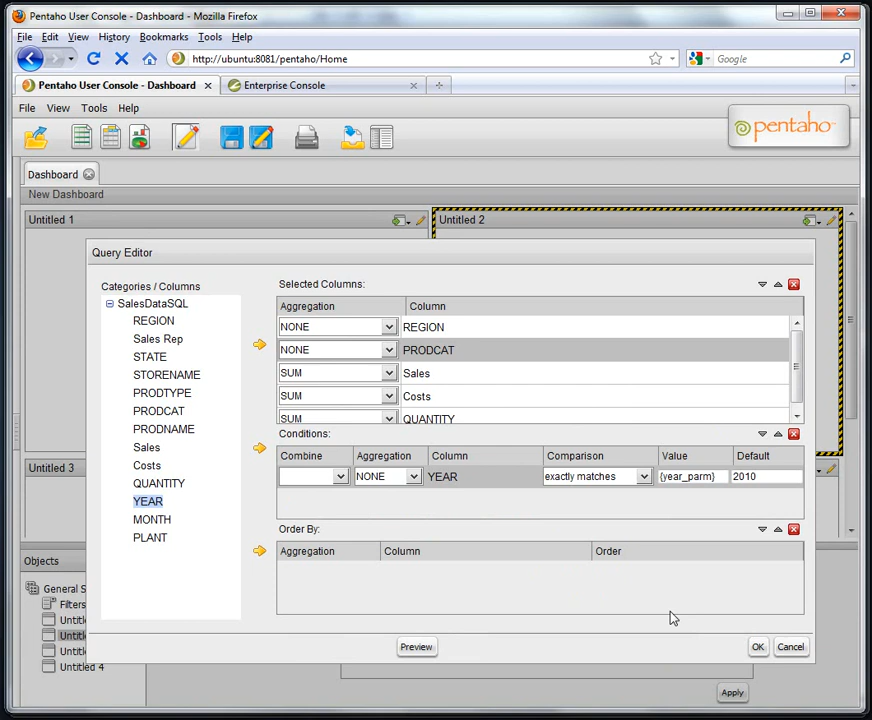 Pentaho User Console - Dashboard - Mozilla Firefox
File Edit View History Bookmarks Tools Help
http://ubuntu:8081/pentaho/Home
Google
Pentaho User Console - Dashboard
Enterprise Console
File View Tools Help
pentaho
Dashboard
New Dashboard
Untitled 1
Untitled 2
Query Editor
Categories / Columns
SalesDataSQL
REGION
Sales Rep
STATE
STORENAME
PRODTYPE
PRODCAT
PRODNAME
Sales
Costs
QUANTITY
YEAR
MONTH
PLANT
Selected Columns:
Aggregation Column
NONE REGION
NONE PRODCAT
SUM Sales
SUM Costs
SUM QUANTITY
Conditions:
Combine Aggregation Column Comparison Value Default
NONE YEAR exactly matches {year_parm} 2010
Order By:
Aggregation Column Order
Preview
OK
Cancel
Untitled 3
Objects
General S
Filters
Untitl
Untitl
Untitl
Untitled 4
Apply